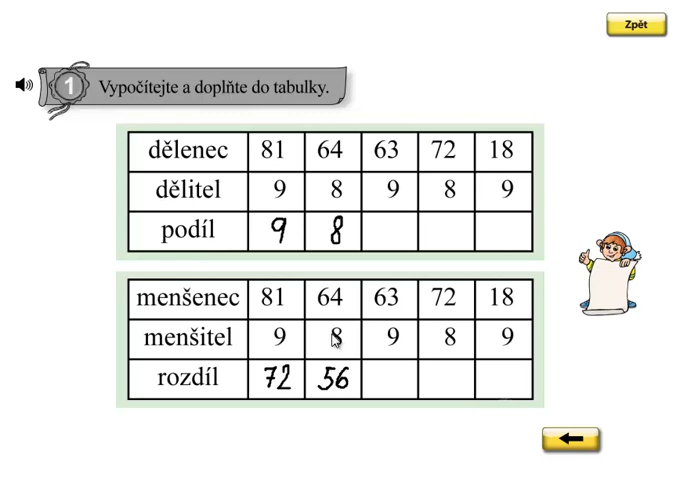 Zpět
1 Vypočítejte a doplňte do tabulky.
dělenec 81 64 63 72 18
dělitel 9 8 9 8 9
podíl 9 8
menšenec 81 64 63 72 18
menšitel 9 8 9 8 9
rozdíl 72 56